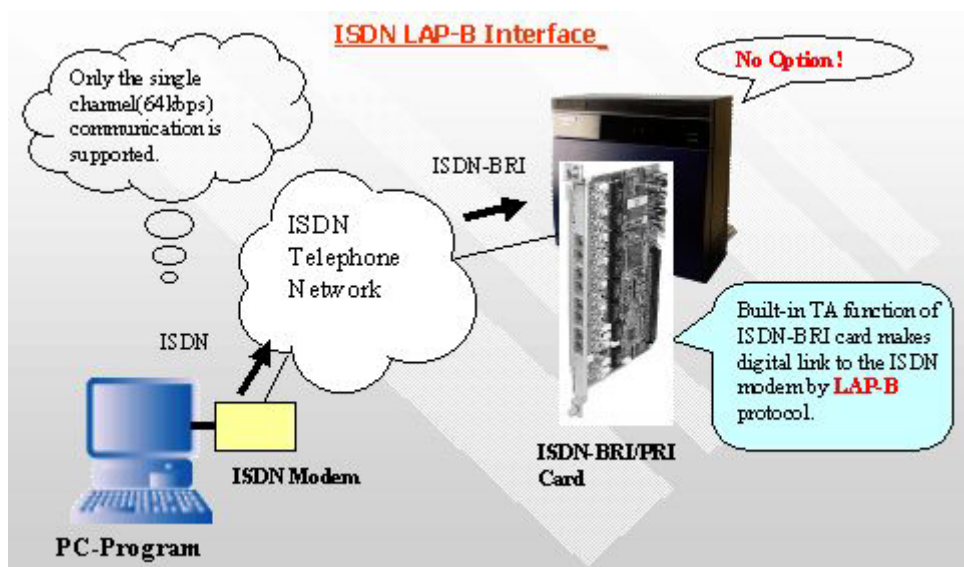 ISDN LAP-B Interface
Only the single
channel(64kbps)
communication is
supported.
No Option!
ISDN-BRI
ISDN
Telephone
Network
Built-in TA function of
ISDN-BRI card makes
digital link to the ISDN
modem by LAP-B
protocol.
ISDN
ISDN Modem
ISDN-BRI/PRI
Card
PC-Program